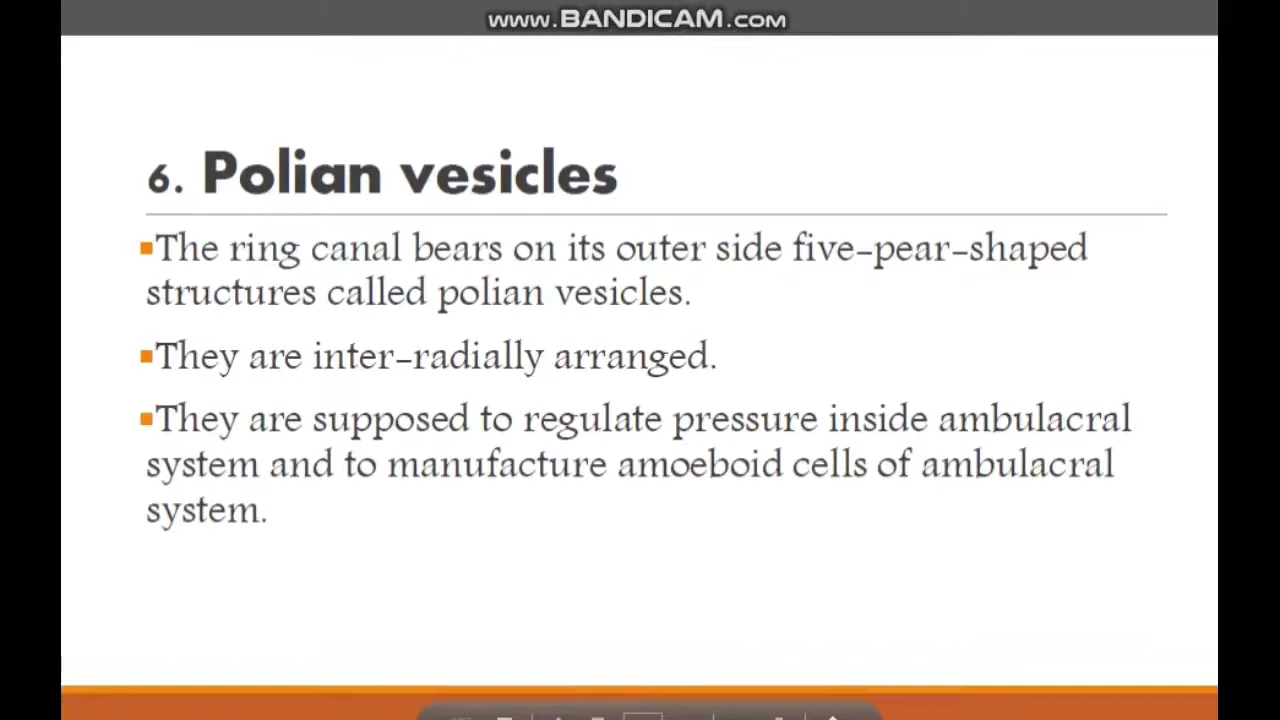 www.BANDICAM.com
6. Polian vesicles
▪The ring canal bears on its outer side five-pear-shaped
structures called polian vesicles.
▪They are inter-radially arranged.
▪They are supposed to regulate pressure inside ambulacral
system and to manufacture amoeboid cells of ambulacral
system.